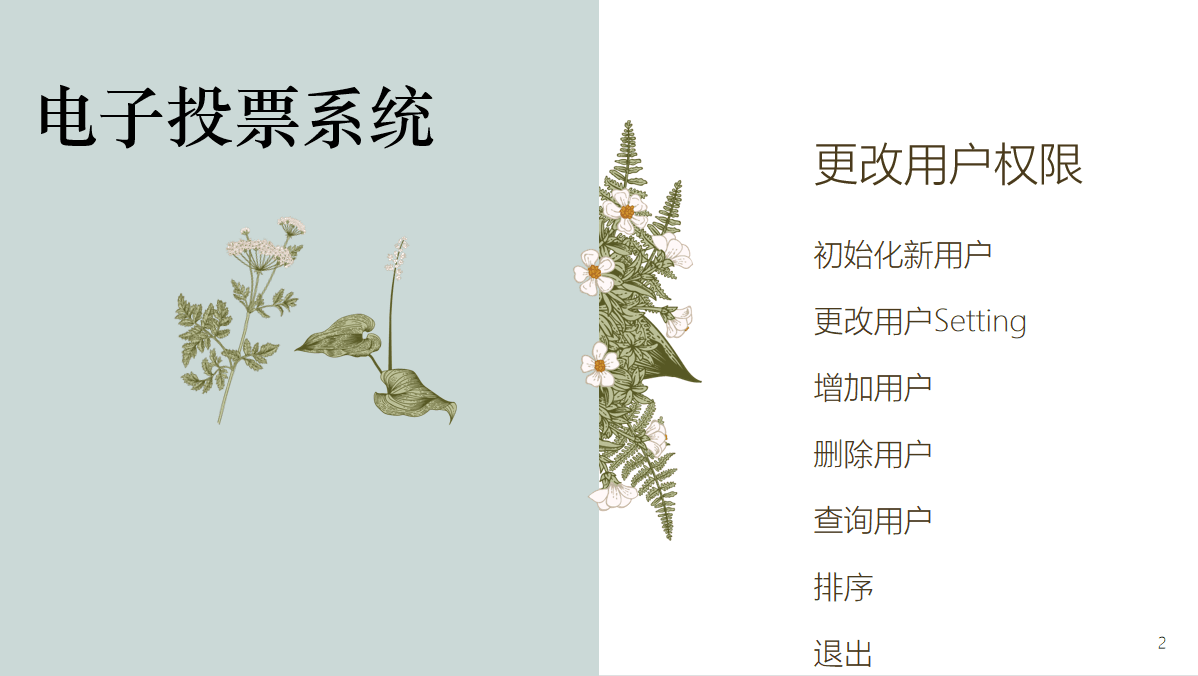 电子投票系统
更改用户权限
初始化新用户
更改用户Setting
增加用户
删除用户
查询用户
排序
退出
2